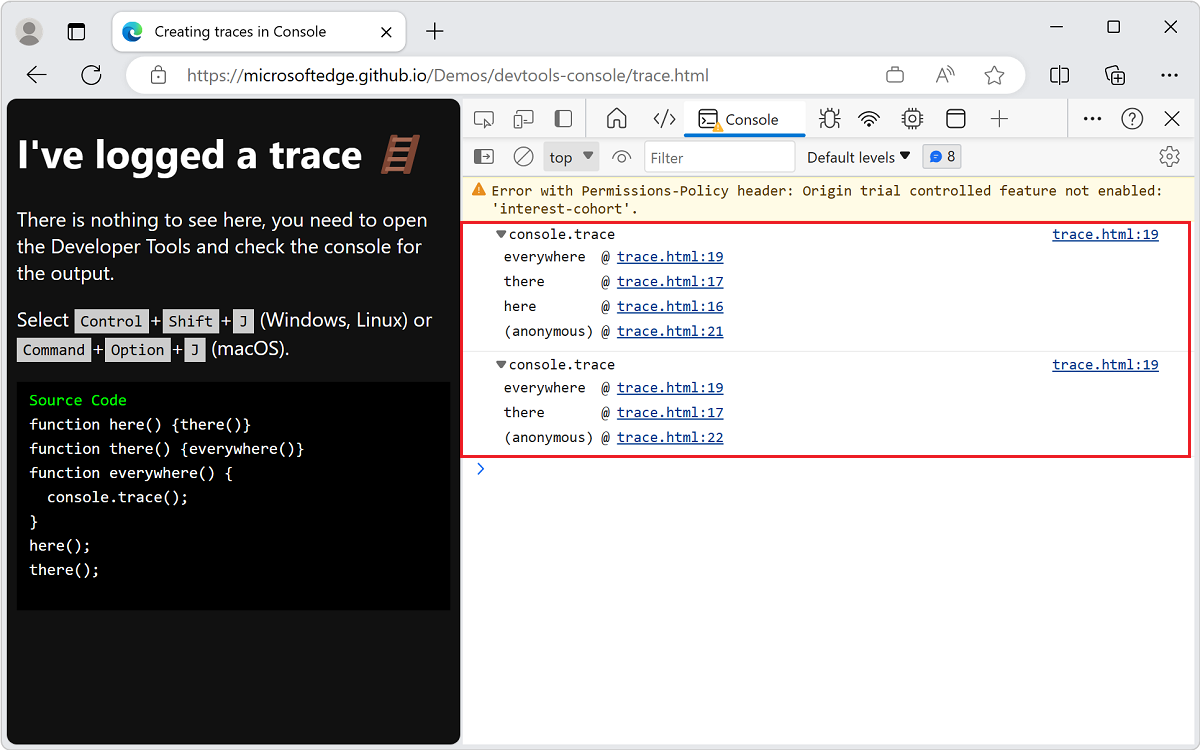 Creating traces in Console
https://microsoftedge.github.io/Demos/devtools-console/trace.html
I've logged a trace
There is nothing to see here, you need to open
the Developer Tools and check the console for
the output.
Select Control + Shift + J (Windows, Linux) or
Command + Option + J (macOS).
Source Code
function here() {there()}
function there() {everywhere()}
function everywhere() {
  console.trace();
}
here();
there();
Console
top Filter Default levels 8
Error with Permissions-Policy header: Origin trial controlled feature not enabled:
'interest-cohort'.
console.trace trace.html:19
everywhere @ trace.html:19
there @ trace.html:17
here @ trace.html:16
(anonymous) @ trace.html:21
console.trace trace.html:19
everywhere @ trace.html:19
there @ trace.html:17
(anonymous) @ trace.html:22